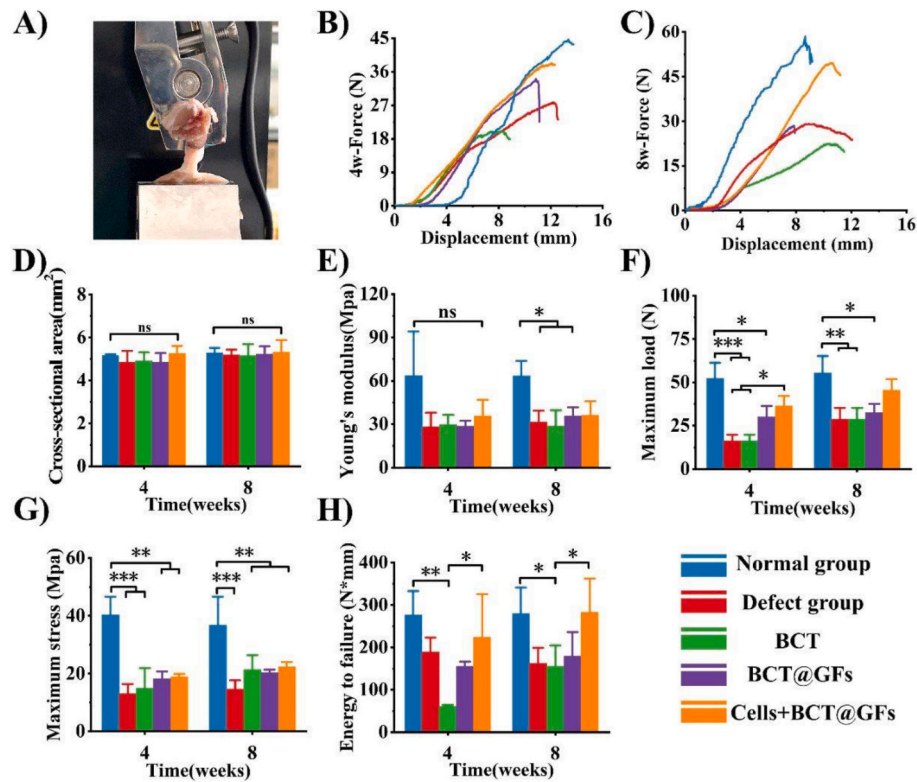 A)
B)
45
36
27
18
9
0
4w-Force (N)
0 4 8 12 16
Displacement (mm)
C)
60
45
30
15
0
8w-Force (N)
0 4 8 12 16
Displacement (mm)
D)
Cross-sectional area(mm²)
8
6
4
2
0
ns
ns
4 8
Time(weeks)
E)
Young's modulus(Mpa)
120
90
60
30
0
ns
*
4 8
Time(weeks)
F)
Maximum load (N)
100
75
50
25
0
*
***
*
*
**
4 8
Time(weeks)
G)
Maximum stress (Mpa)
60
40
20
0
**
***
**
***
4 8
Time(weeks)
H)
Energy to failure (N*mm)
400
300
200
100
0
**
*
*
*
4 8
Time(weeks)
Normal group
Defect group
BCT
BCT@GFs
Cells+BCT@GFs